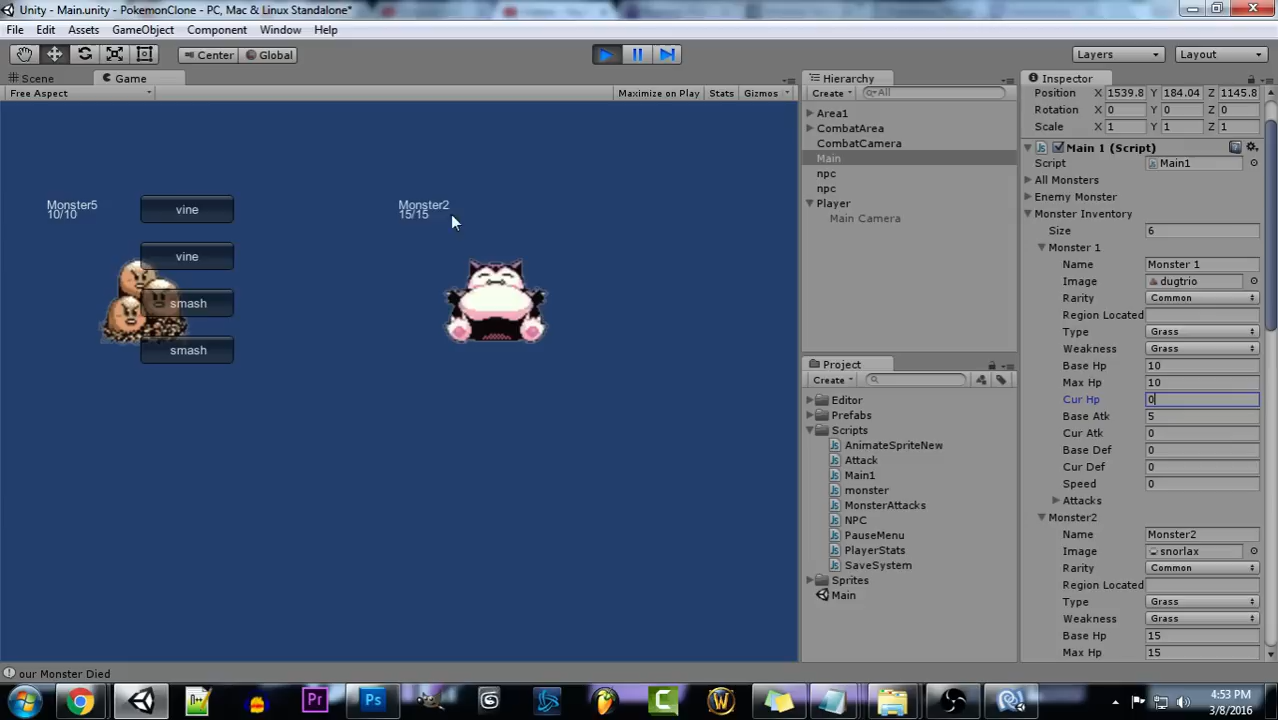 Unity - Main.unity - PokemonClone - PC, Mac & Linux Standalone*
File Edit Assets GameObject Component Window Help
Center Global Layers Layout
Scene Game
Free Aspect Maximize on Play Stats Gizmos
Monster5
10/10
vine
vine
smash
smash
Monster2
15/15
Hierarchy
Create All
Area1
CombatArea
CombatCamera
Main
npc
npc
Player
Main Camera
Project
Create
Editor
Prefabs
Scripts
AnimateSpriteNew
Attack
Main1
monster
MonsterAttacks
NPC
PauseMenu
PlayerStats
SaveSystem
Sprites
Main
Inspector
Position X 1539.8 Y 184.04 Z 1145.8
Rotation X 0 Y 0 Z 0
Scale X 1 Y 1 Z 1
Main 1 (Script)
Script Main1
All Monsters
Enemy Monster
Monster Inventory
Size 6
Monster 1
Name Monster 1
Image dugtrio
Rarity Common
Region Located
Type Grass
Weakness Grass
Base Hp 10
Max Hp 10
Cur Hp 0
Base Atk 5
Cur Atk 0
Base Def 0
Cur Def 0
Speed 0
Attacks
Monster2
Name Monster2
Image snorlax
Rarity Common
Region Located
Type Grass
Weakness Grass
Base Hp 15
Max Hp 15
our Monster Died
Pr Ps
4:53 PM
3/8/2016